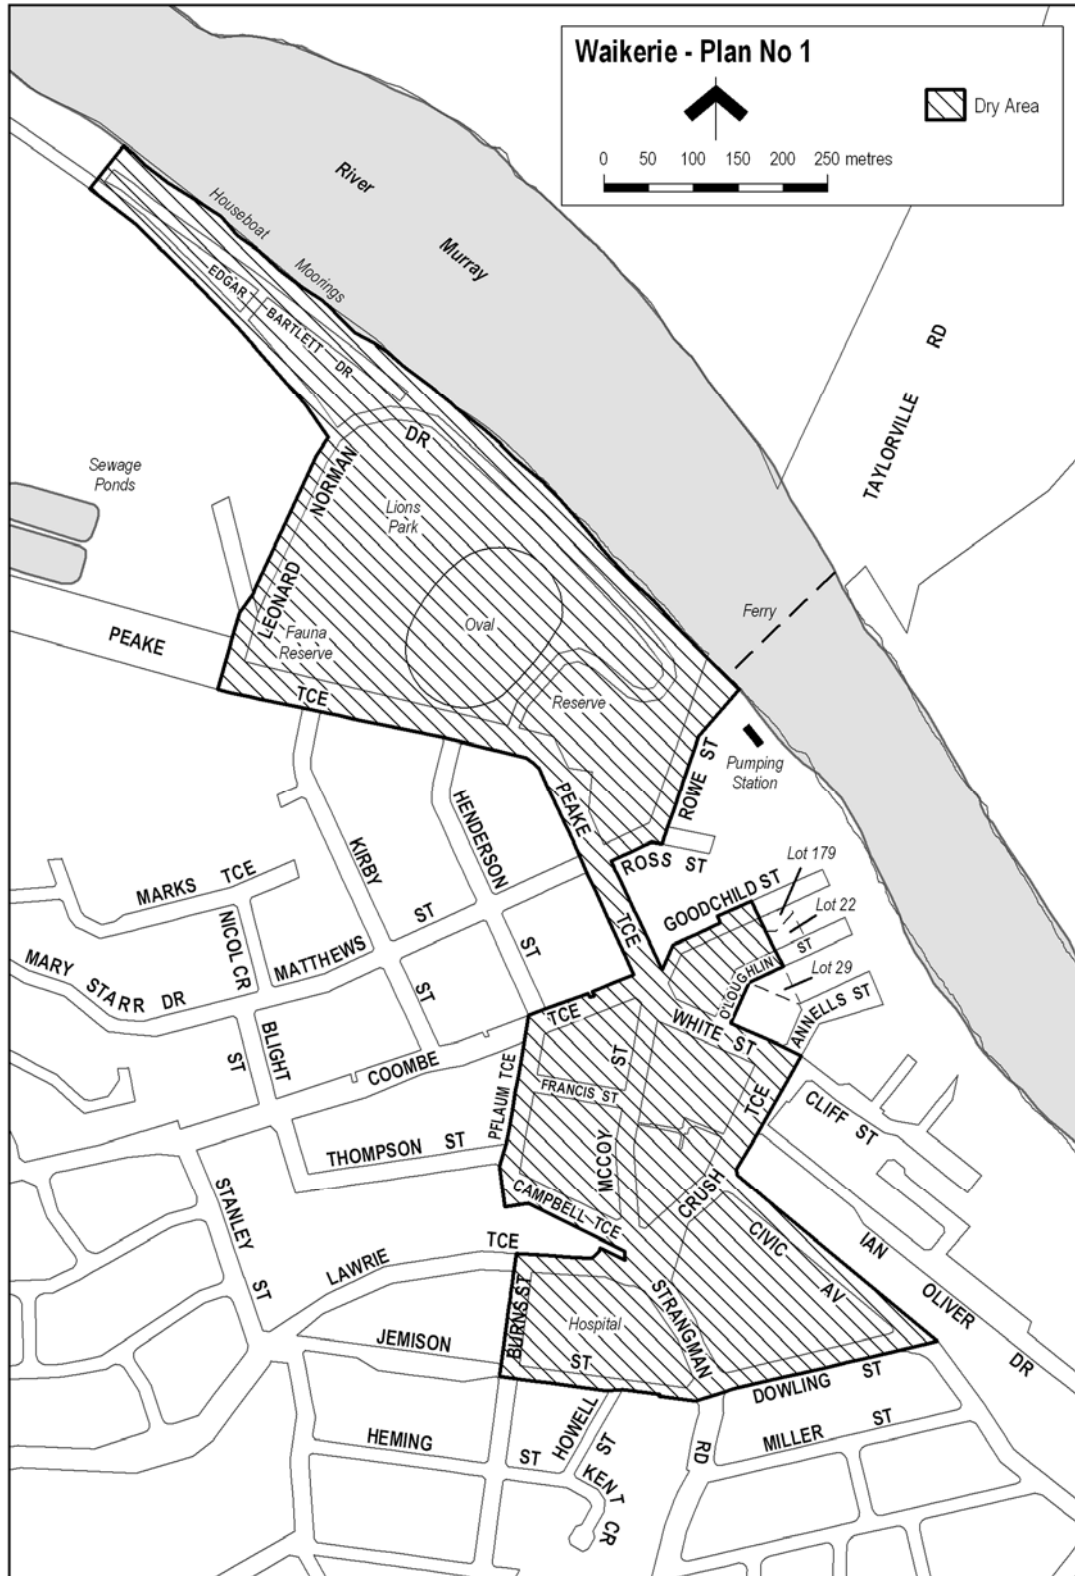 Waikerie - Plan No 1
Dry Area
0 50 100 150 200 250 metres
River
Murray
Houseboat
Moorings
EDGAR
BARTLETT DR
TAYLORVILLE RD
NORMAN
DR
Sewage
Ponds
Lions
Park
LEONARD
Fauna
Reserve
Oval
Ferry
PEAKE
TCE
Reserve
ROWE ST
Pumping
Station
PEAKE
TCE
HENDERSON
ST
KIRBY
ST
ROSS ST
Lot 179
GOODCHILD ST
Lot 22
MARKS TCE
NICOL CR
MATTHEWS
ST
O'LOUGHLIN
ST
Lot 29
MARY
STARR DR
ANNELLS ST
WHITE ST
TCE
BLIGHT
ST
COOMBE
PFLAUM TCE
FRANCIS ST
ST
TCE
CLIFF ST
THOMPSON ST
MCCOY
CAMPBELL TCE
CRUSH
STANLEY
ST
CIVIC
AV
IAN
OLIVER
DR
LAWRIE
TCE
STRANGMAN
BURNS ST
Hospital
JEMISON
ST
DOWLING ST
HOWELL
ST
MILLER ST
HEMING
ST
RD
KENT
CR